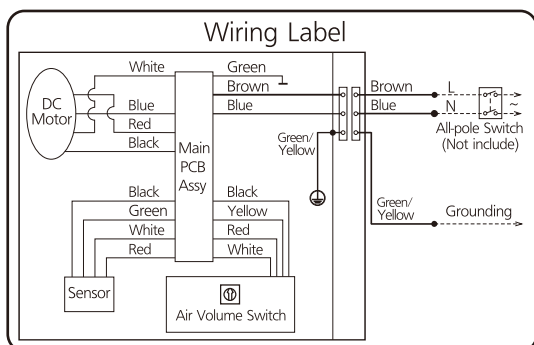 Wiring Label
White
Green
Brown
Brown
L
DC
Motor
Blue
Blue
Blue
N
~
Red
Black
Main
PCB
Assy
Green/
Yellow
All-pole Switch
(Not include)
Black
Black
Green
Yellow
Green/
Yellow
Grounding
White
Red
Red
White
Sensor
Air Volume Switch